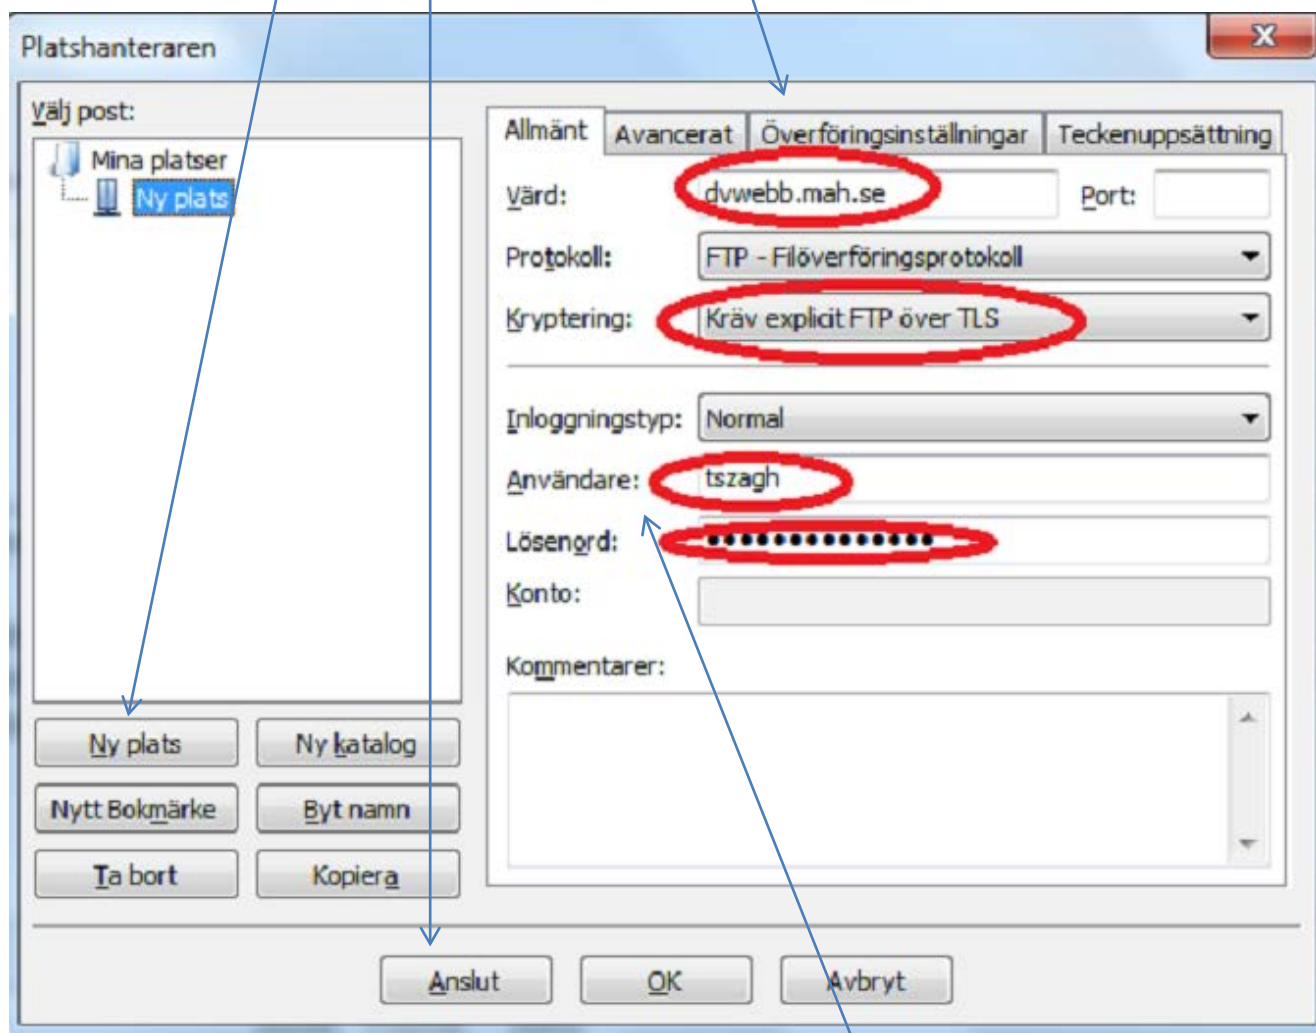 Platshanteraren
Välj post:
Mina platser
Ny plats
Allmänt Avancerat Överföringsinställningar Teckenuppsättning
Värd: dvwebb.mah.se Port:
Protokoll: FTP - Filöverföringsprotokoll
Kryptering: Kräv explicit FTP över TLS
Inloggningstyp: Normal
Användare: tszagh
Lösenord: ●●●●●●●●●●●●●●
Konto:
Kommentarer:
Ny plats Ny katalog
Nytt Bokmärke Byt namn
Ta bort Kopiera
Anslut OK Avbryt